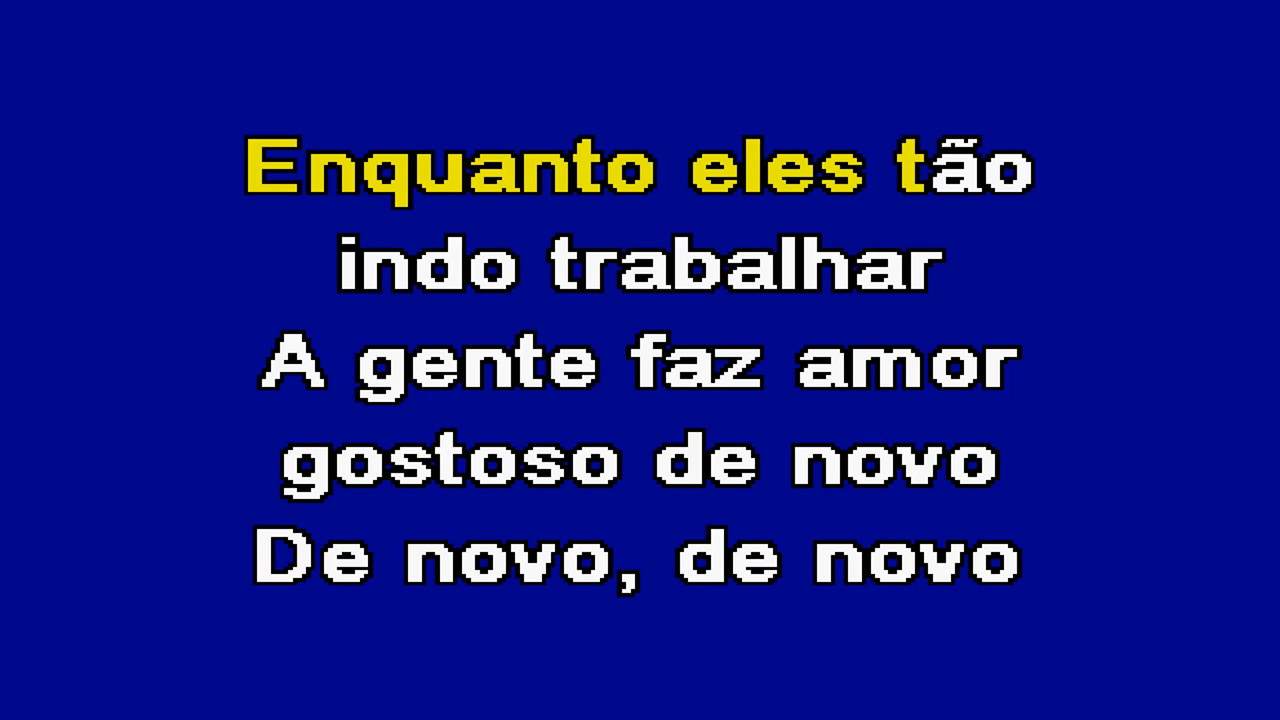 Enquanto eles tão
indo trabalhar
A gente faz amor
gostoso de novo
De novo, de novo